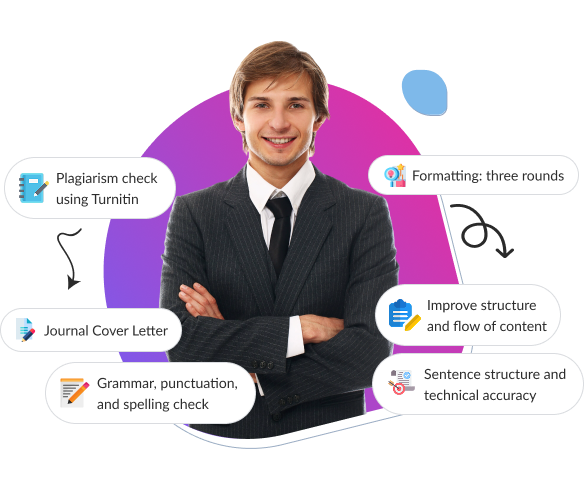 Plagiarism check
using Turnitin
Formatting: three rounds
Journal Cover Letter
Improve structure
and flow of content
Grammar, punctuation,
and spelling check
Sentence structure and
technical accuracy